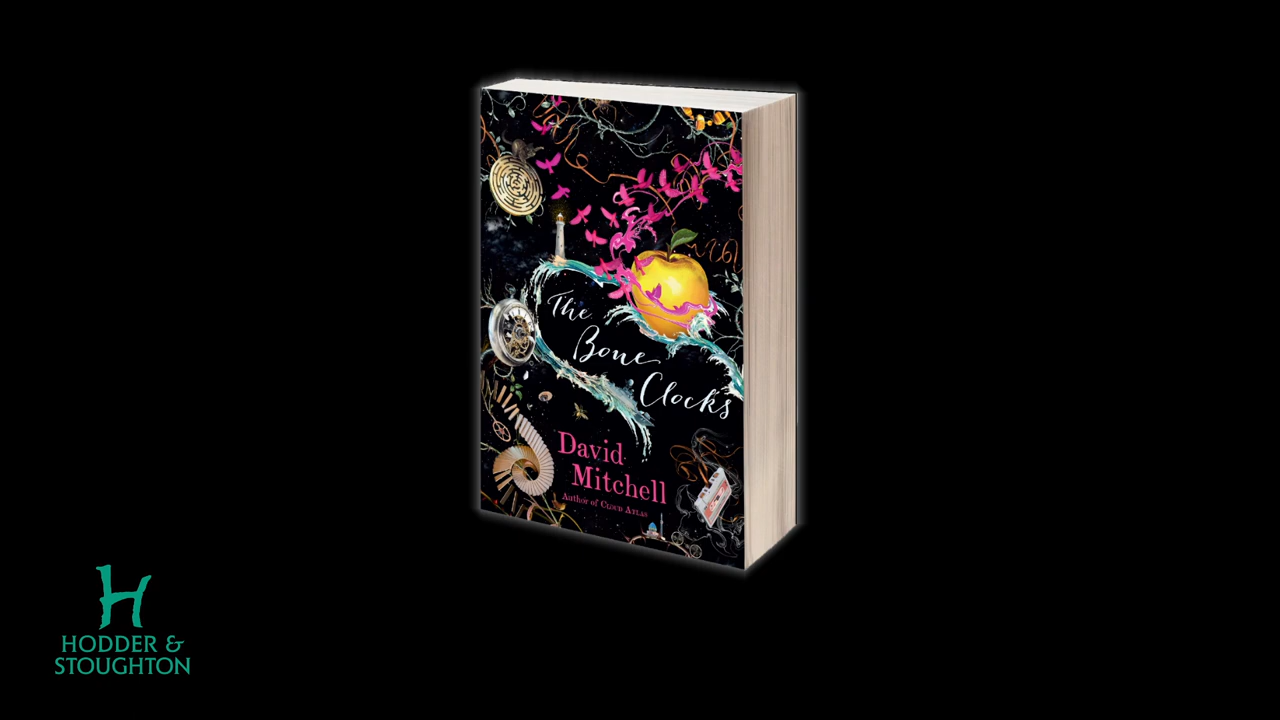 The
Bone
Clocks
David
Mitchell
Author of Cloud Atlas
H
HODDER &
STOUGHTON